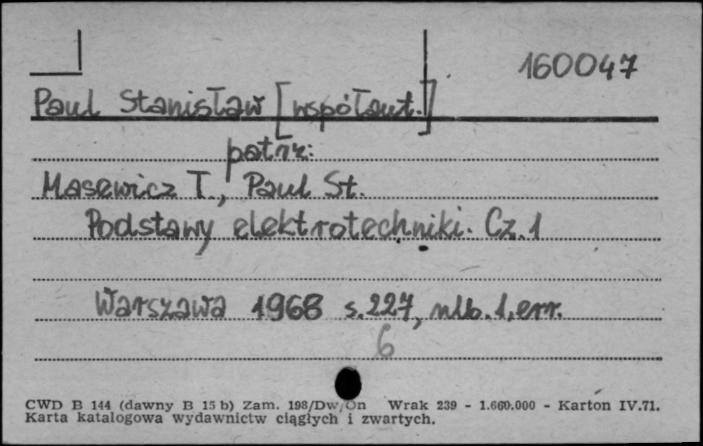 160047
Paul Stanisław [współaut.]
patrz:
Masewicz T., Paul St.
Podstawy elektrotechniki. Cz. 1
Warszawa 1968 s. 227, nlb. 1, err.
6
CWD B 144 (dawny B 15 b) Zam. 198/Dw/On Wrak 239 - 1.660.000 - Karton IV.71.
Karta katalogowa wydawnictw ciągłych i zwartych.